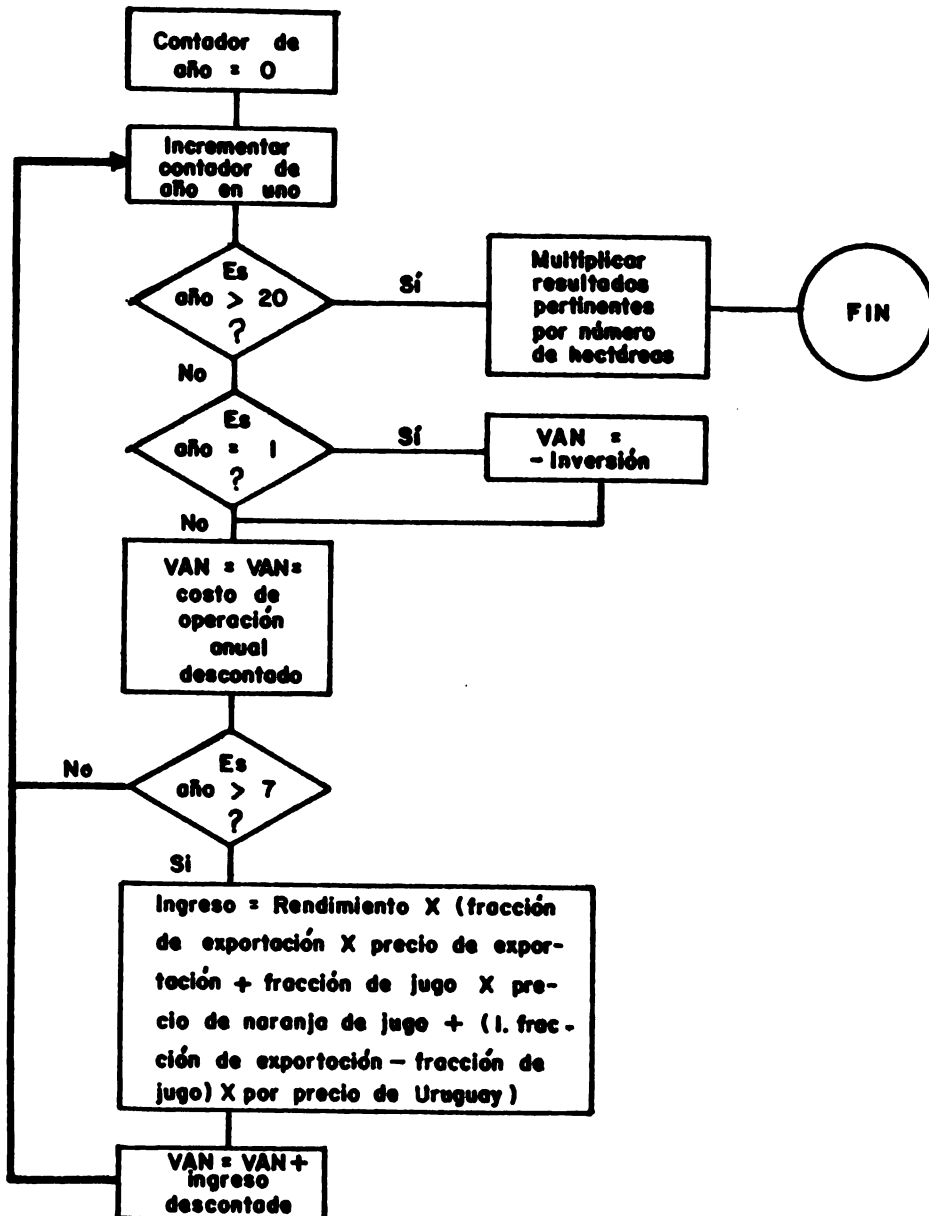 Contador de
año = 0
Incrementar
contador de
año en uno
Es
año > 20
?
Sí
Multiplicar
resultados
pertinentes
por número
de hectáreas
FIN
No
Es
año = 1
?
Sí
VAN =
- Inversión
No
VAN = VAN=
costo de
operación
anual
descontado
Es
año > 7
?
No
Si
Ingreso = Rendimiento X (fracción
de exportación X precio de expor-
tación + fracción de jugo X pre-
cio de naranja de jugo + (1. frac-
ción de exportación - fracción de
jugo) X por precio de Uruguay)
VAN = VAN +
ingreso
descontade